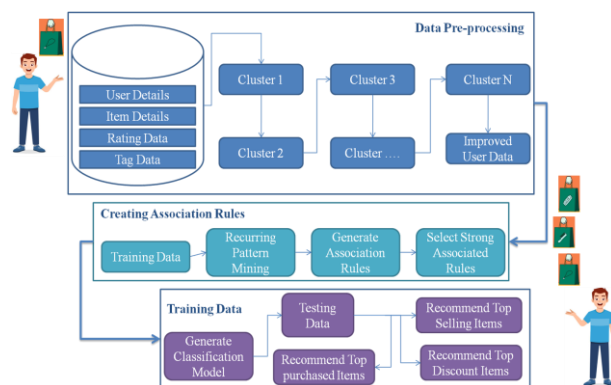 Data Pre-processing
User Details
Item Details
Rating Data
Tag Data
Cluster 1
Cluster 3
Cluster N
Cluster 2
Cluster ....
Improved
User Data
Creating Association Rules
Training Data
Recurring
Pattern
Mining
Generate
Association
Rules
Select Strong
Associated
Rules
Training Data
Generate
Classification
Model
Testing
Data
Recommend Top
Selling Items
Recommend Top
purchased Items
Recommend Top
Discount Items